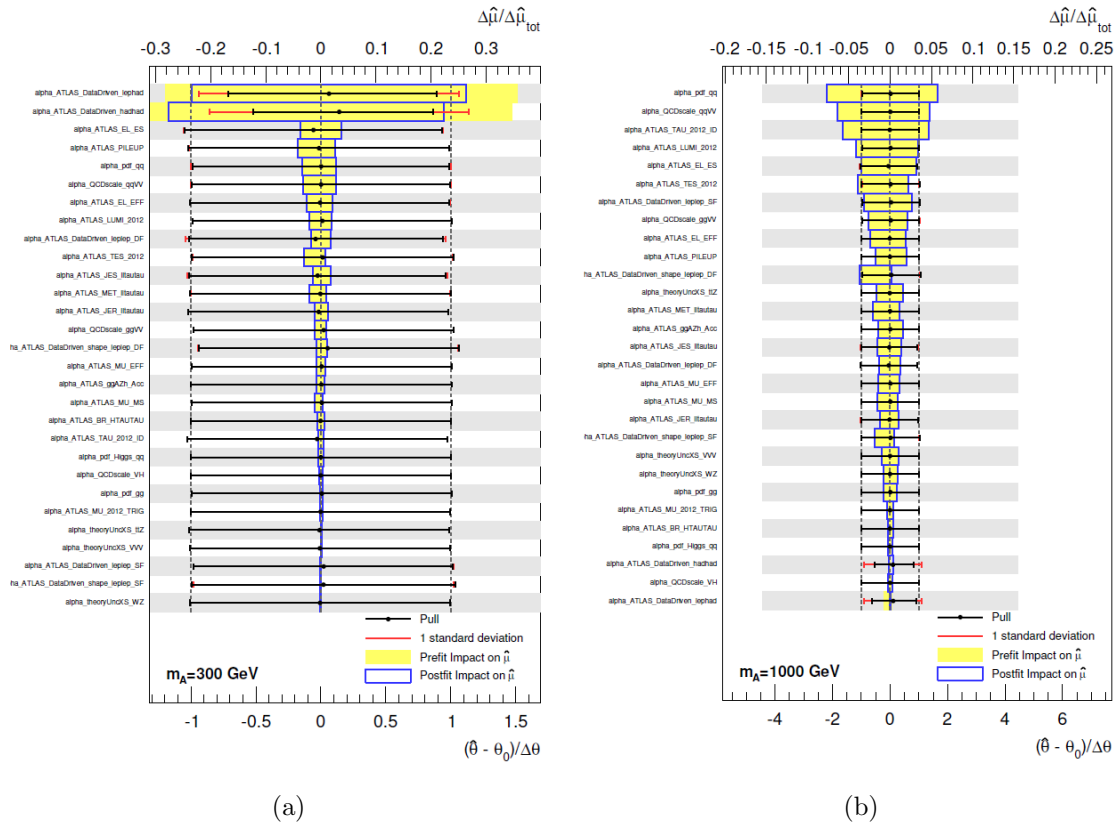 Δμ̂/Δμ̂_tot
-0.3 -0.2 -0.1 0 0.1 0.2 0.3
alpha_ATLAS_DataDriven_lephad
alpha_ATLAS_DataDriven_hadhad
alpha_ATLAS_EL_ES
alpha_ATLAS_PILEUP
alpha_pdf_qq
alpha_QCDscale_qqVV
alpha_ATLAS_EL_EFF
alpha_ATLAS_LUMI_2012
alpha_ATLAS_DataDriven_leplep_DF
alpha_ATLAS_TES_2012
alpha_ATLAS_JES_lltautau
alpha_ATLAS_MET_lltautau
alpha_ATLAS_JER_lltautau
alpha_QCDscale_ggVV
ha_ATLAS_DataDriven_shape_leplep_DF
alpha_ATLAS_MU_EFF
alpha_ATLAS_ggAZh_Acc
alpha_ATLAS_MU_MS
alpha_ATLAS_BR_HTAUTAU
alpha_ATLAS_TAU_2012_ID
alpha_pdf_Higgs_qq
alpha_QCDscale_VH
alpha_pdf_gg
alpha_ATLAS_MU_2012_TRIG
alpha_theoryUncXS_ttZ
alpha_theoryUncXS_VVV
alpha_ATLAS_DataDriven_leplep_SF
ha_ATLAS_DataDriven_shape_leplep_SF
alpha_theoryUncXS_WZ
Pull
1 standard deviation
Prefit Impact on μ̂
m_A=300 GeV
Postfit Impact on μ̂
-1 -0.5 0 0.5 1 1.5
(θ̂ - θ_0)/Δθ
(a)
Δμ̂/Δμ̂_tot
-0.2 -0.15 -0.1 -0.05 0 0.05 0.1 0.15 0.2 0.25
alpha_pdf_qq
alpha_QCDscale_qqVV
alpha_ATLAS_TAU_2012_ID
alpha_ATLAS_LUMI_2012
alpha_ATLAS_EL_ES
alpha_ATLAS_TES_2012
alpha_ATLAS_DataDriven_leplep_SF
alpha_QCDscale_ggVV
alpha_ATLAS_EL_EFF
alpha_ATLAS_PILEUP
ha_ATLAS_DataDriven_shape_leplep_DF
alpha_theoryUncXS_ttZ
alpha_ATLAS_MET_lltautau
alpha_ATLAS_ggAZh_Acc
alpha_ATLAS_JES_lltautau
alpha_ATLAS_DataDriven_leplep_DF
alpha_ATLAS_MU_EFF
alpha_ATLAS_MU_MS
alpha_ATLAS_JER_lltautau
ha_ATLAS_DataDriven_shape_leplep_SF
alpha_theoryUncXS_VVV
alpha_theoryUncXS_WZ
alpha_pdf_gg
alpha_ATLAS_MU_2012_TRIG
alpha_ATLAS_BR_HTAUTAU
alpha_pdf_Higgs_qq
alpha_ATLAS_DataDriven_hadhad
alpha_QCDscale_VH
alpha_ATLAS_DataDriven_lephad
Pull
1 standard deviation
Prefit Impact on μ̂
m_A=1000 GeV
Postfit Impact on μ̂
-4 -2 0 2 4 6
(θ̂ - θ_0)/Δθ
(b)